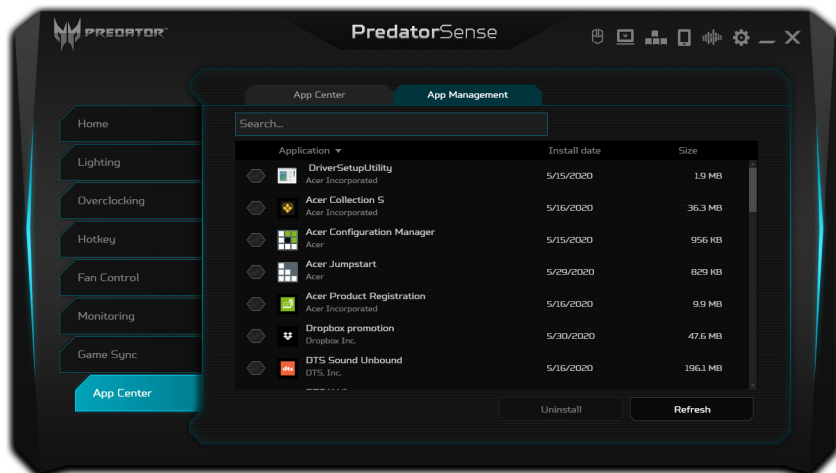 PREDATOR
PredatorSense
App Center
App Management
Home
Lighting
Overclocking
Hotkey
Fan Control
Monitoring
Game Sync
App Center
Search...
Application Install date Size
DriverSetupUtility
Acer Incorporated
5/15/2020 1.9 MB
Acer Collection S
Acer Incorporated
5/16/2020 36.3 MB
Acer Configuration Manager
Acer
5/15/2020 956 KB
Acer Jumpstart
Acer
5/29/2020 829 KB
Acer Product Registration
Acer Incorporated
5/16/2020 9.9 MB
Dropbox promotion
Dropbox Inc.
5/30/2020 47.6 MB
dts
DTS Sound Unbound
DTS, Inc.
5/16/2020 196.1 MB
Uninstall
Refresh